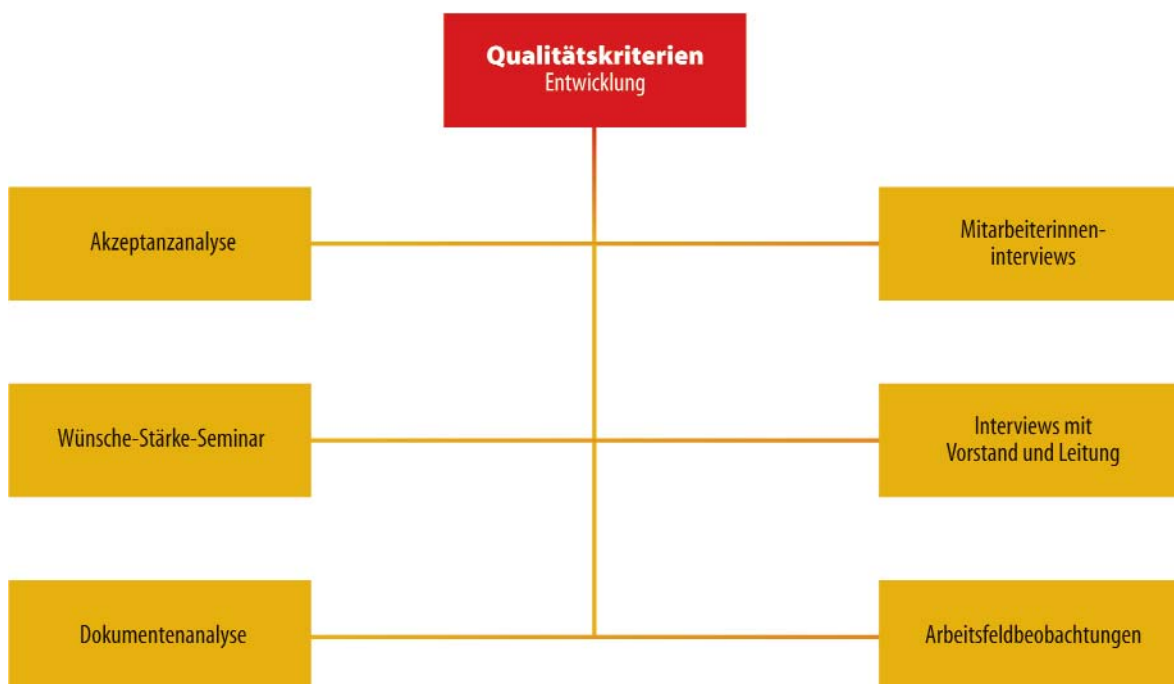 Qualitätskriterien
Entwicklung
Akzeptanzanalyse
Mitarbeiterinnen-
interviews
Wünsche-Stärke-Seminar
Interviews mit
Vorstand und Leitung
Dokumentenanalyse
Arbeitsfeldbeobachtungen